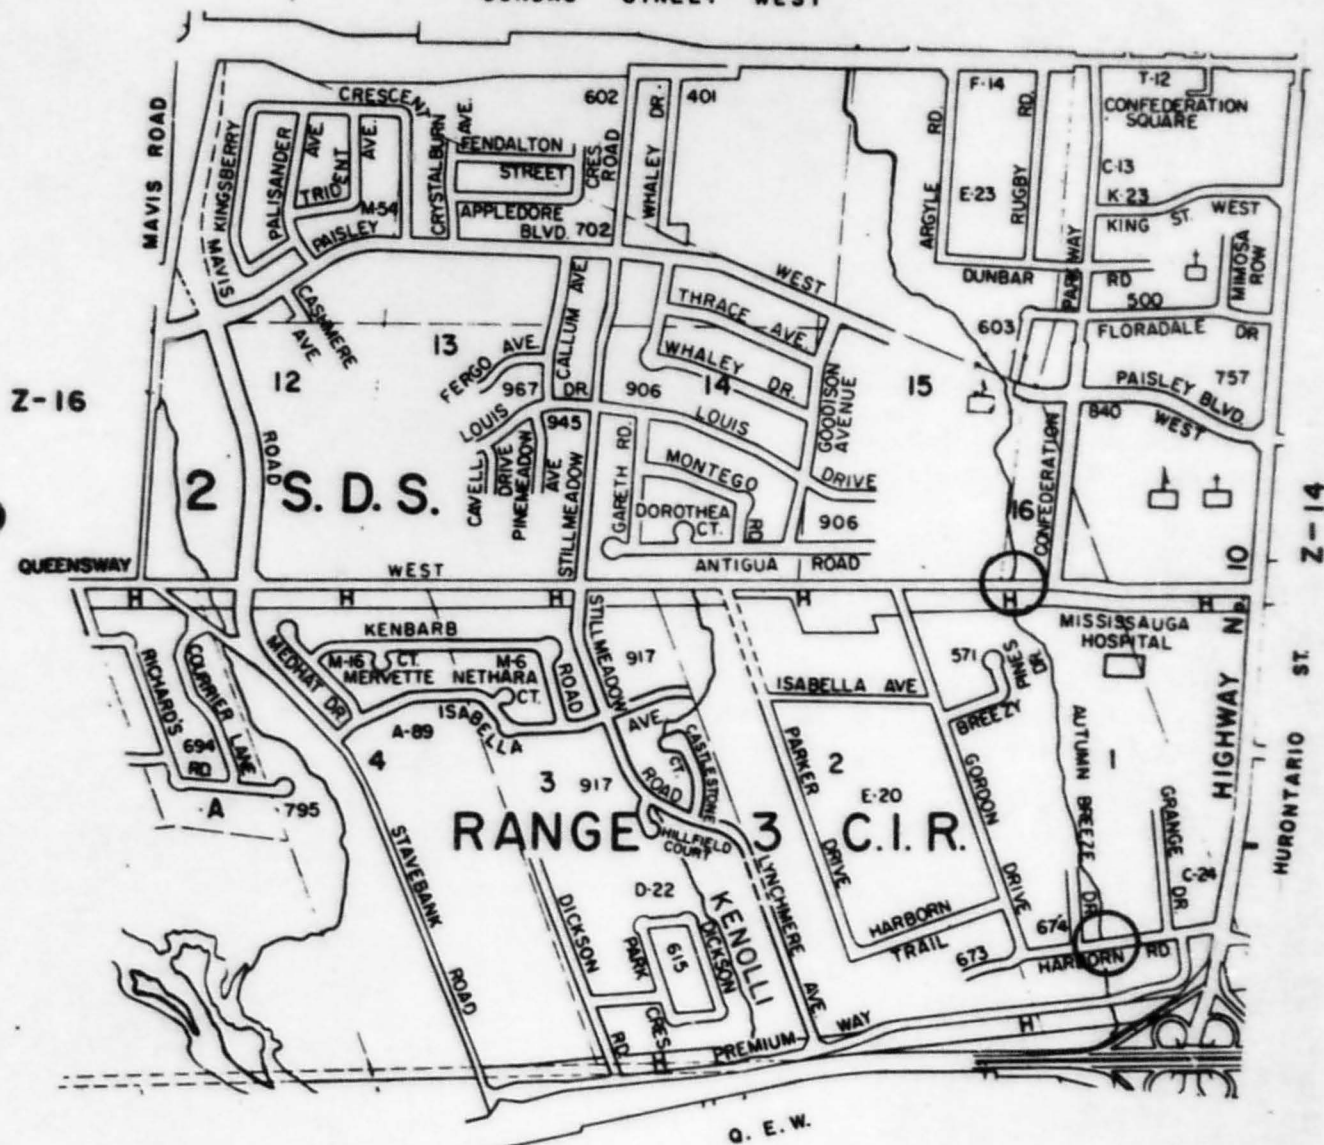 STREET WEST
MAVIS ROAD
CRESCENT
KINGSBERRY
PALISANDER
AVE
TRIDENT
AVE.
M-54
PAISLEY
CRYSTALBURN
AVE.
FENDALTON
STREET
APPLEDORE
BLVD. 702
CRES
ROAD
602
WHALEY DR.
401
WEST
ARGYLE RD.
F-14
E-23
RUGBY RD.
DUNBAR RD
PARKWAY
T-12
CONFEDERATION
SQUARE
C-13
K-23
KING ST. WEST
MIMOSA
ROW
500
603
FLORADALE DR
PAISLEY BLVD.
WEST
757
840
MAVIS
ROAD
CASHMERE
AVE
12
13
FERGO AVE.
967
CALLUM AVE
DR
LOUIS
945
CAVELL
DRIVE
PINEMEADOW
AVE
STILLMEADOW
THRACE AVE.
WHALEY DR.
906
14
LOUIS
DRIVE
GOODISON
AVENUE
15
GARETH RD.
MONTEGO
RD
DOROTHEA
CT.
906
ANTIGUA ROAD
16
CONFEDERATION
Z-16
Z-14
2 S. D. S.
QUEENSWAY
WEST
H H H H H H
HIGHWAY No. 10
HURONTARIO ST.
MISSISSAUGA
HOSPITAL
RICHARD'S
RD
COURRIER
LANE
694
A
795
MEDHAT DR
KENBARB
ROAD
M-16 CT.
MERVETTE
M-6
NETHARA
CT.
ISABELLA
AVE
A-89
4
STILLMEADOW
ROAD
917
3
917
CASTLESTONE
CT.
HILLFIELD
COURT
ISABELLA AVE
571
BREEZY
PINES
DR.
PARKER
DRIVE
2
E-20
GORDON
DRIVE
AUTUMN BREEZE
DR.
1
GRANGE
DR.
C-24
RANGE 3 C.I.R.
STAVEBANK
ROAD
D-22
DICKSON
RD.
DICKSON
PARK
CRES
615
KENOLLI
LYNCHMERE
AVE
HARBORN
TRAIL
673
674
HARBORN RD
PREMIUM WAY
H
H
H
Q. E. W.